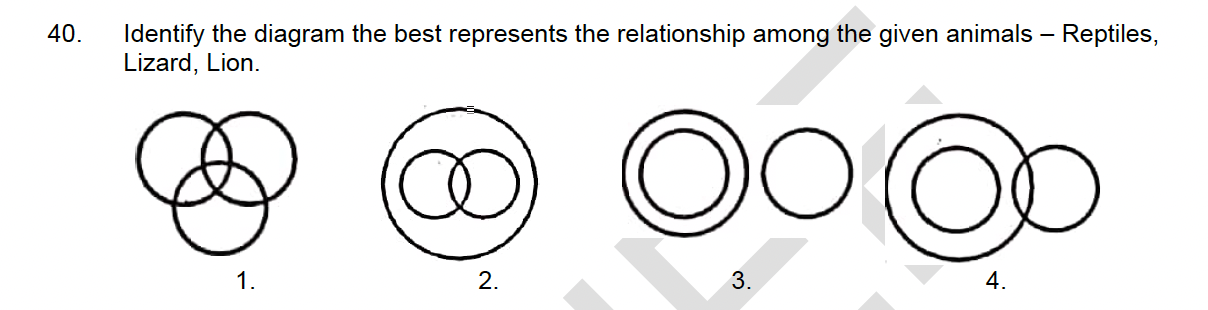 40. Identify the diagram the best represents the relationship among the given animals – Reptiles,
Lizard, Lion.
1. 2. 3. 4.